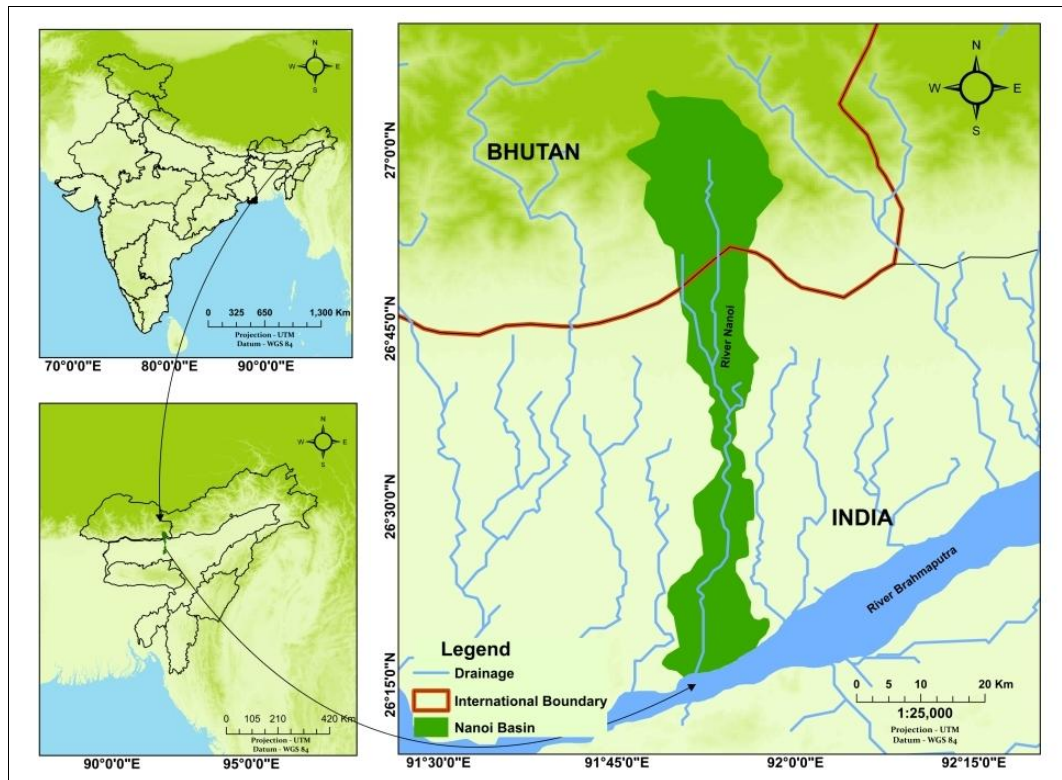 N
W E
S
0 325 650 1,300 Km
Projection - UTM
Datum - WGS 84
70°0'0"E 80°0'0"E 90°0'0"E
N
W E
S
0 105 210 420 Km
Projection - UTM
Datum - WGS 84
90°0'0"E 95°0'0"E
N
W E
S
BHUTAN
27°0'0"N
26°45'0"N
River Nanoi
26°30'0"N
INDIA
River Brahmaputra
26°15'0"N
Legend
Drainage
International Boundary
Nanoi Basin
0 5 10 20 Km
1:25,000
Projection - UTM
Datum - WGS 84
91°30'0"E 91°45'0"E 92°0'0"E 92°15'0"E